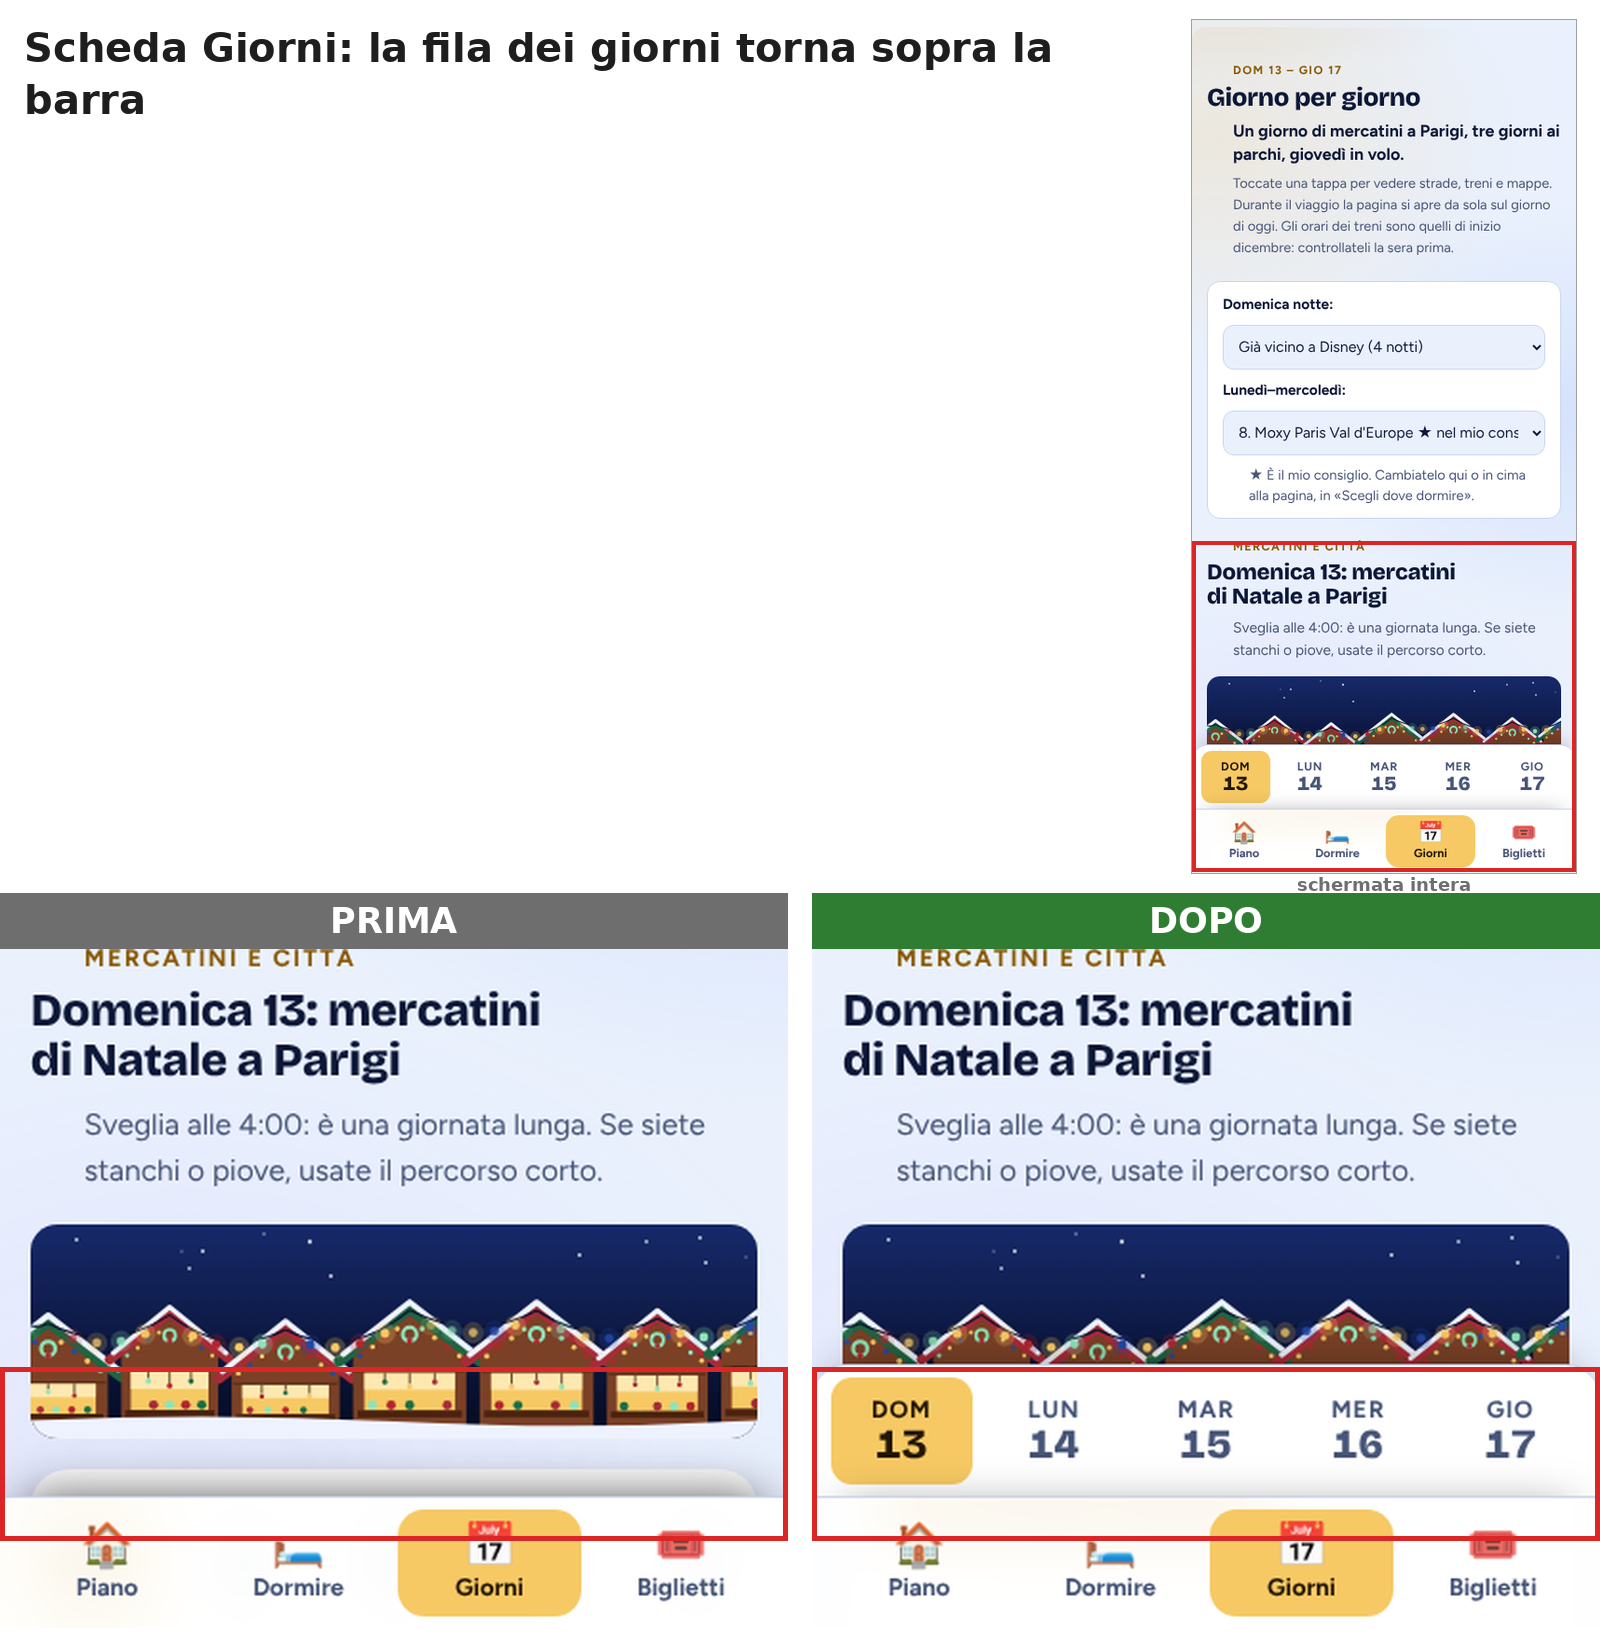 Scheda Giorni: la fila dei giorni torna sopra la
barra
DOM 13 – GIO 17
Giorno per giorno
Un giorno di mercatini a Parigi, tre giorni ai
parchi, giovedì in volo.
Toccate una tappa per vedere strade, treni e mappe.
Durante il viaggio la pagina si apre da sola sul giorno
di oggi. Gli orari dei treni sono quelli di inizio
dicembre: controllateli la sera prima.
Domenica notte:
Già vicino a Disney (4 notti)
Lunedì–mercoledì:
8. Moxy Paris Val d'Europe ★ nel mio cons
★ È il mio consiglio. Cambiatelo qui o in cima
alla pagina, in «Scegli dove dormire».
MERCATINI E CITTÀ
Domenica 13: mercatini
di Natale a Parigi
Sveglia alle 4:00: è una giornata lunga. Se siete
stanchi o piove, usate il percorso corto.
DOM LUN MAR MER GIO
13 14 15 16 17
July
17
Piano Dormire Giorni Biglietti
schermata intera
PRIMA
MERCATINI E CITTÀ
Domenica 13: mercatini
di Natale a Parigi
Sveglia alle 4:00: è una giornata lunga. Se siete
stanchi o piove, usate il percorso corto.
July
17
Piano Dormire Giorni Biglietti
DOPO
MERCATINI E CITTÀ
Domenica 13: mercatini
di Natale a Parigi
Sveglia alle 4:00: è una giornata lunga. Se siete
stanchi o piove, usate il percorso corto.
DOM LUN MAR MER GIO
13 14 15 16 17
July
17
Piano Dormire Giorni Biglietti